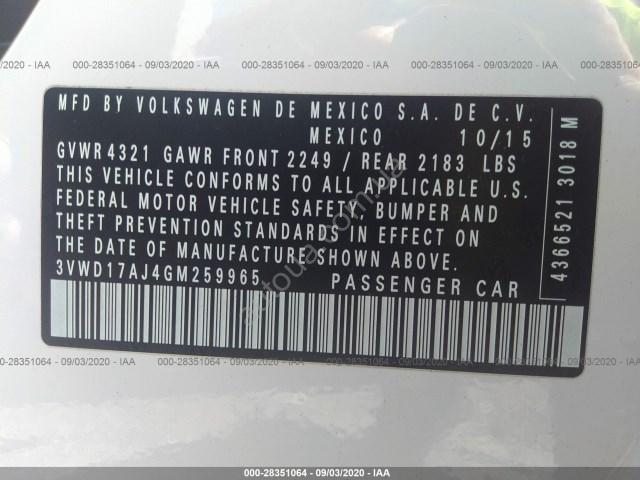 000-28351064 - 09/03/2020 - IAA
000-28351064 - 09/03/2020 - IAA
000-28351064 - 09/03/2020 - IAA
MFD BY VOLKSWAGEN DE MEXICO S.A. DE C.V.
MEXICO 10/15
GVWR 4321 GAWR FRONT 2249 / REAR 2183 LBS
THIS VEHICLE CONFORMS TO ALL APPLICABLE U.S.
FEDERAL MOTOR VEHICLE SAFETY, BUMPER AND
THEFT PREVENTION STANDARDS IN EFFECT ON
THE DATE OF MANUFACTURE SHOWN ABOVE.
3VWD17AJ4GM259965 PASSENGER CAR
4366521 3018 M
autoua.com.ua
000-28351064 - 09/03/2020 - IAA
000-28351064 - 09/03/2020 - IAA
000-28351064 - 09/03/2020 - IAA
000-28351064 - 09/03/2020 - IAA